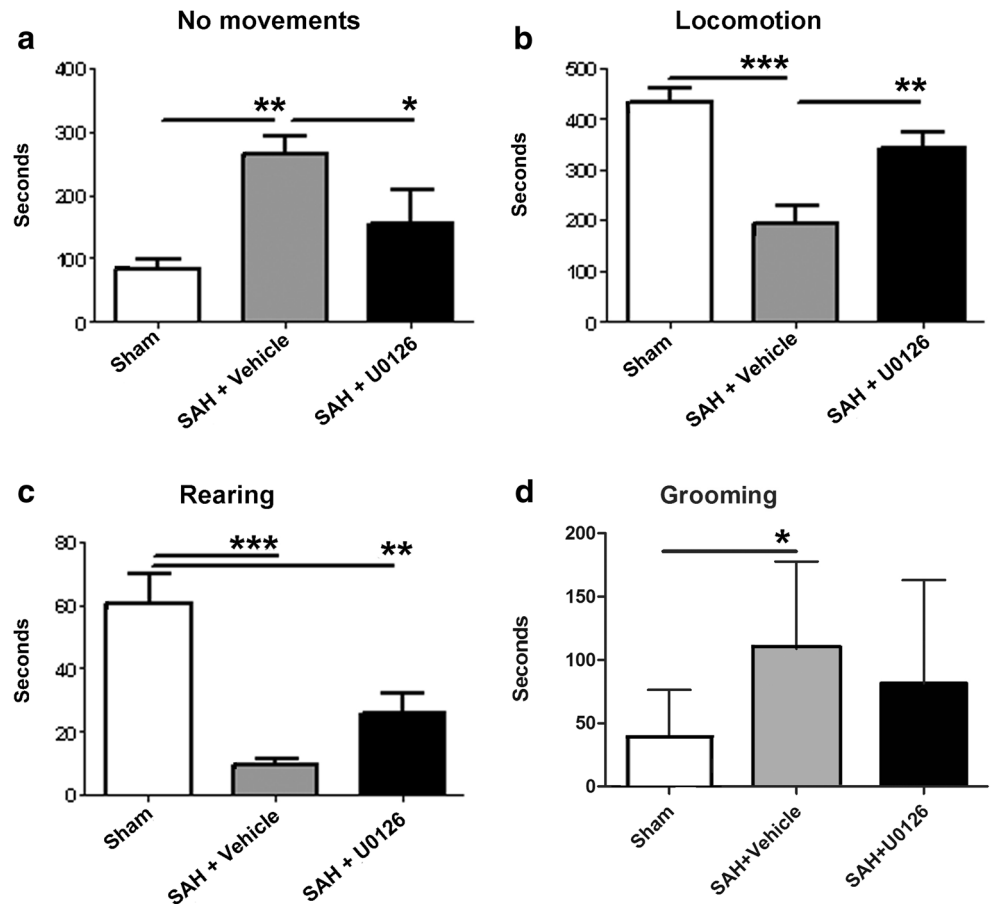 a
No movements
400
300
200
100
0
Seconds
**
*
Sham
SAH + Vehicle
SAH + U0126
b
Locomotion
500
400
300
200
100
0
Seconds
***
**
Sham
SAH + Vehicle
SAH + U0126
c
Rearing
80
60
40
20
0
Seconds
***
**
Sham
SAH + Vehicle
SAH + U0126
d
Grooming
200
150
100
50
0
Seconds
*
Sham
SAH+Vehicle
SAH+U0126